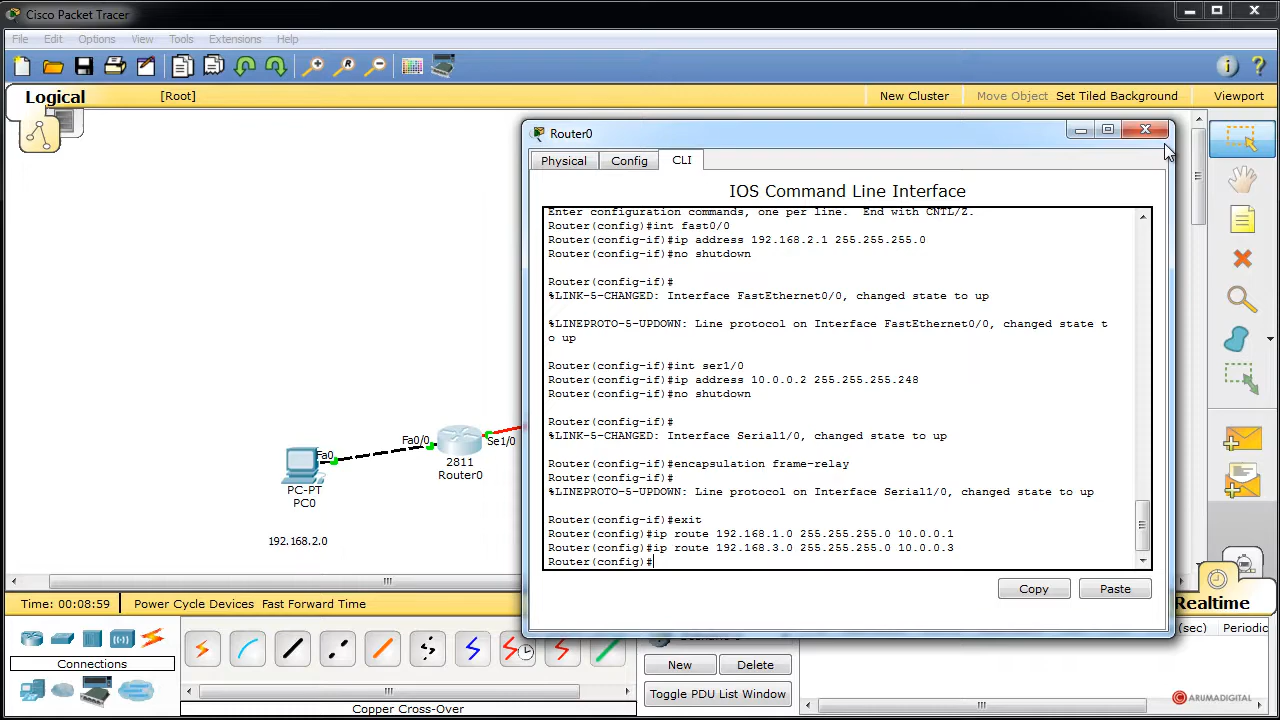 Cisco Packet Tracer
File Edit Options View Tools Extensions Help
Logical [Root] New Cluster Move Object Set Tiled Background Viewport
Router0
Physical Config CLI
IOS Command Line Interface
Enter configuration commands, one per line. End with CNTL/Z.
Router(config)#int fast0/0
Router(config-if)#ip address 192.168.2.1 255.255.255.0
Router(config-if)#no shutdown
Router(config-if)#
%LINK-5-CHANGED: Interface FastEthernet0/0, changed state to up
%LINEPROTO-5-UPDOWN: Line protocol on Interface FastEthernet0/0, changed state t
o up
Router(config-if)#int ser1/0
Router(config-if)#ip address 10.0.0.2 255.255.255.248
Router(config-if)#no shutdown
Router(config-if)#
%LINK-5-CHANGED: Interface Serial1/0, changed state to up
Router(config-if)#encapsulation frame-relay
Router(config-if)#
%LINEPROTO-5-UPDOWN: Line protocol on Interface Serial1/0, changed state to up
Router(config-if)#exit
Router(config)#ip route 192.168.1.0 255.255.255.0 10.0.0.1
Router(config)#ip route 192.168.3.0 255.255.255.0 10.0.0.3
Router(config)#
Copy Paste
Fa0/0 Se1/0
Fa0
2811
Router0
PC-PT
PC0
192.168.2.0
Time: 00:08:59 Power Cycle Devices Fast Forward Time Realtime
(sec) Periodic
Connections
New Delete
Toggle PDU List Window
Copper Cross-Over
ARUMADIGITAL